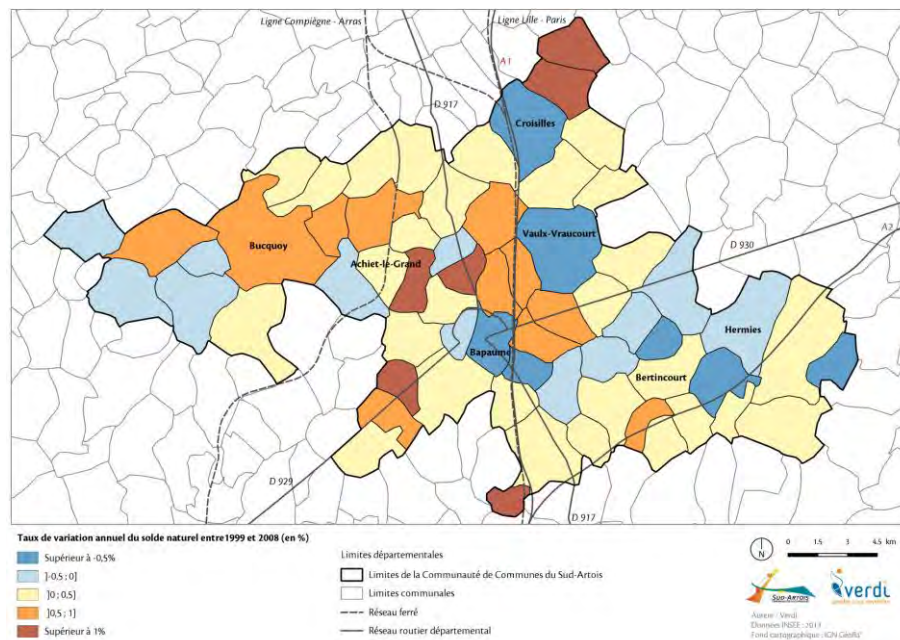 Ligne Compiègne - Arras
Ligne Lille - Paris
A1
D 917
Croisilles
Vaulx-Vraucourt
A2
D 930
Bucquoy
Achiet-le-Grand
Hermies
Bapaume
Bertincourt
D 929
D 917
Taux de variation annuel du solde naturel entre1999 et 2008 (en %)
Supérieur à -0,5%
]-0,5 ; 0]
]0 ; 0,5]
]0,5 ; 1]
Supérieur à 1%
Limites départementales
Limites de la Communauté de Communes du Sud-Artois
Limites communales
Réseau ferré
Réseau routier départemental
N
0 1.5 3 4.5 km
SUD-ARTOIS
verdi
Auteur : Verdi
Données INSEE : 2013
Fond cartographique : IGN Géofla